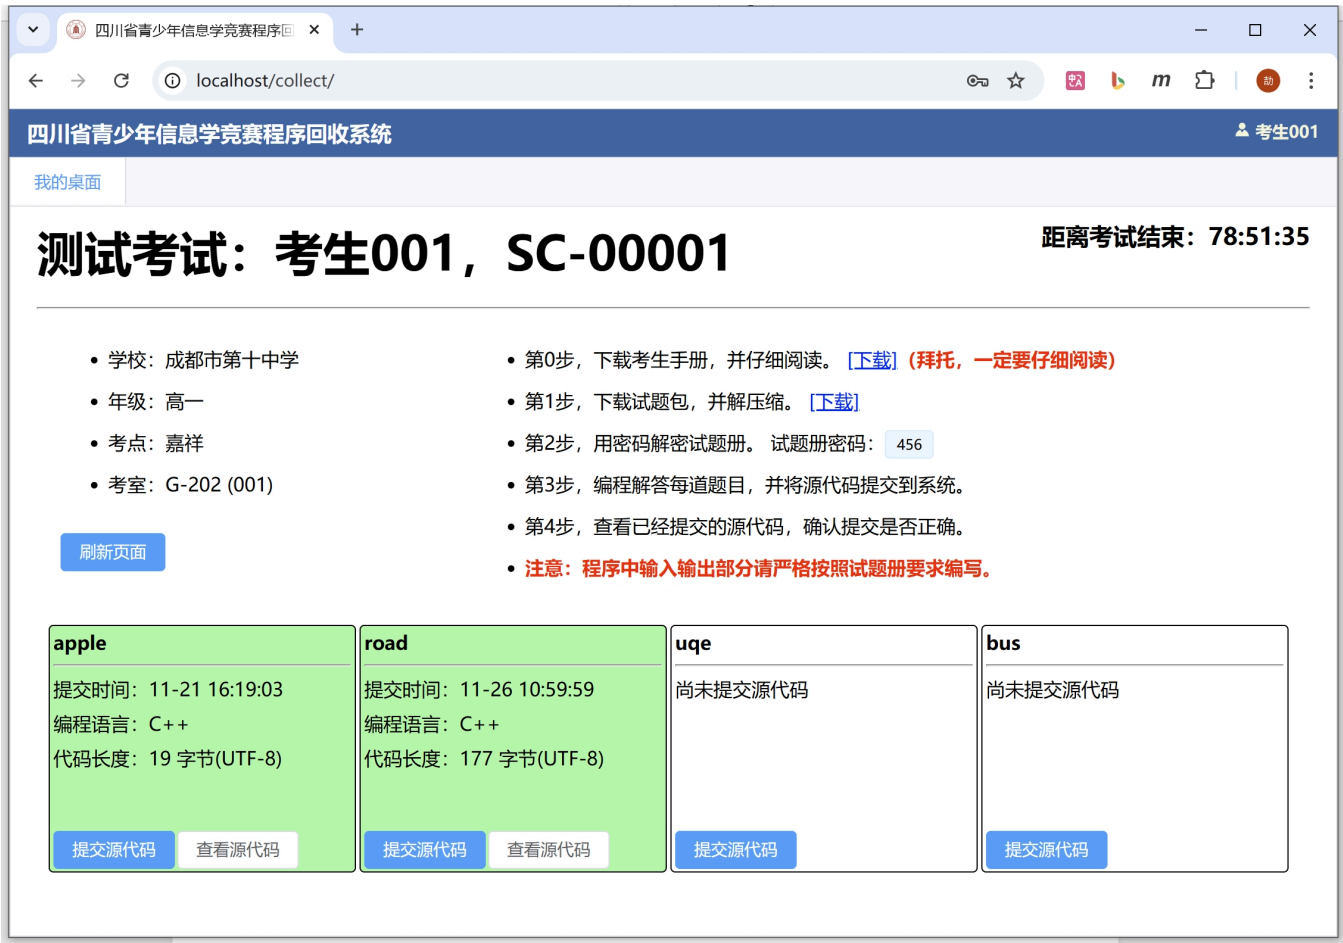 四川省青少年信息学竞赛程序回
localhost/collect/
四川省青少年信息学竞赛程序回收系统
考生001
我的桌面
测试考试：考生001，SC-00001
距离考试结束：78:51:35
学校：成都市第十中学
年级：高一
考点：嘉祥
考室：G-202 (001)
刷新页面
第0步，下载考生手册，并仔细阅读。 [下载]（拜托，一定要仔细阅读）
第1步，下载试题包，并解压缩。 [下载]
第2步，用密码解密试题册。 试题册密码： 456
第3步，编程解答每道题目，并将源代码提交到系统。
第4步，查看已经提交的源代码，确认提交是否正确。
注意：程序中输入输出部分请严格按照试题册要求编写。
apple
提交时间：11-21 16:19:03
编程语言：C++
代码长度：19 字节(UTF-8)
提交源代码 查看源代码
road
提交时间：11-26 10:59:59
编程语言：C++
代码长度：177 字节(UTF-8)
提交源代码 查看源代码
uqe
尚未提交源代码
提交源代码
bus
尚未提交源代码
提交源代码